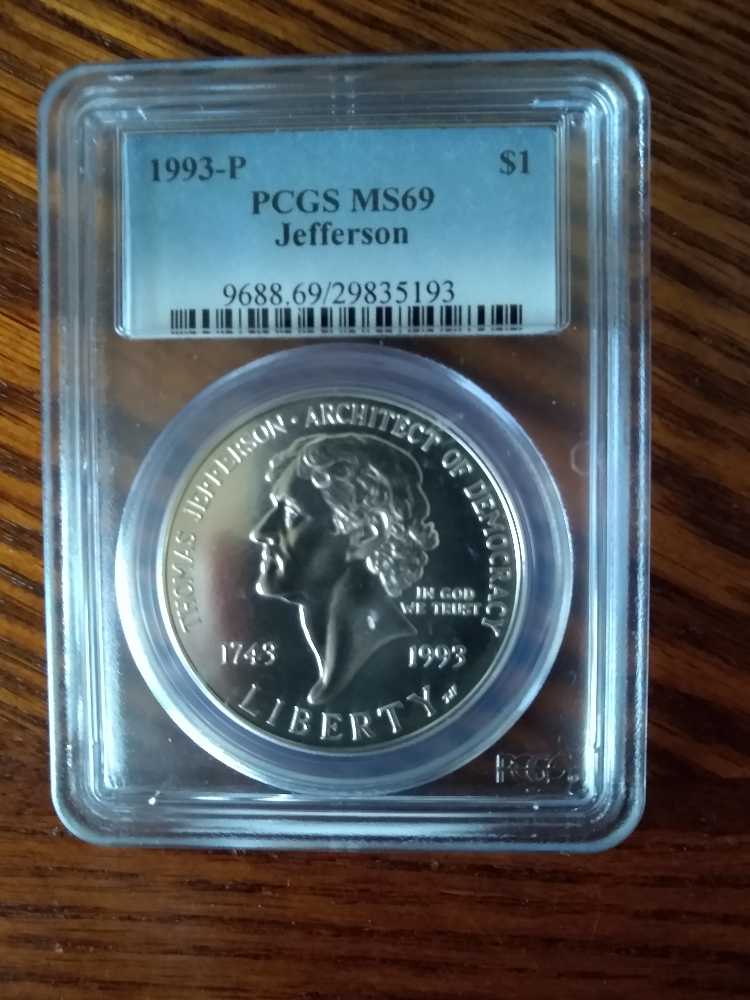 1993-P $1
PCGS MS69
Jefferson
9688.69/29835193
THOMAS JEFFERSON · ARCHITECT OF DEMOCRACY
IN GOD
WE TRUST
1743 1993
LIBERTY
PCGS